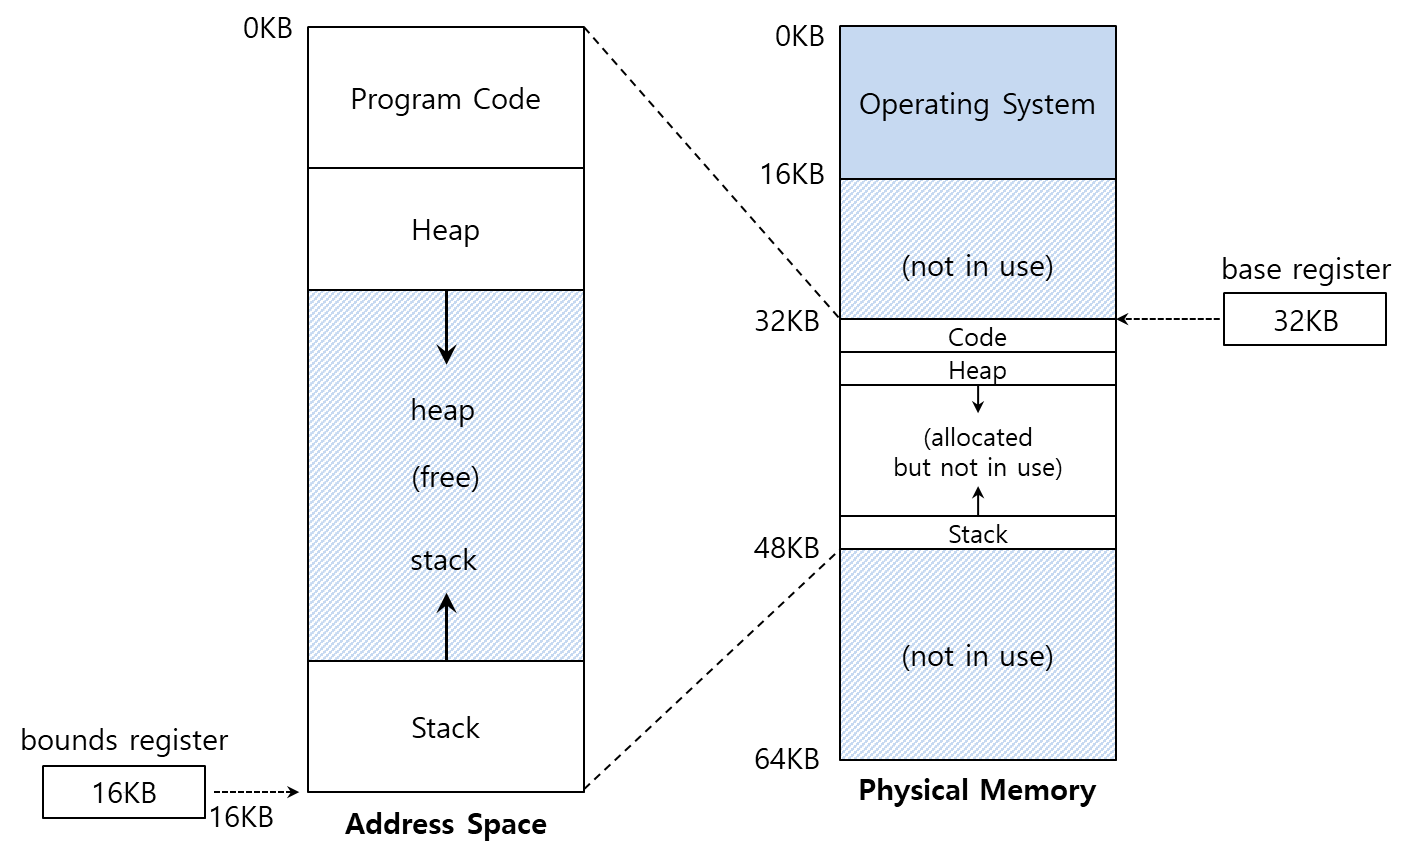 0KB
Program Code
Heap
heap
(free)
stack
Stack
bounds register
16KB
16KB
Address Space
0KB
Operating System
16KB
(not in use)
base register
32KB
32KB
Code
Heap
(allocated
but not in use)
Stack
48KB
(not in use)
64KB
Physical Memory